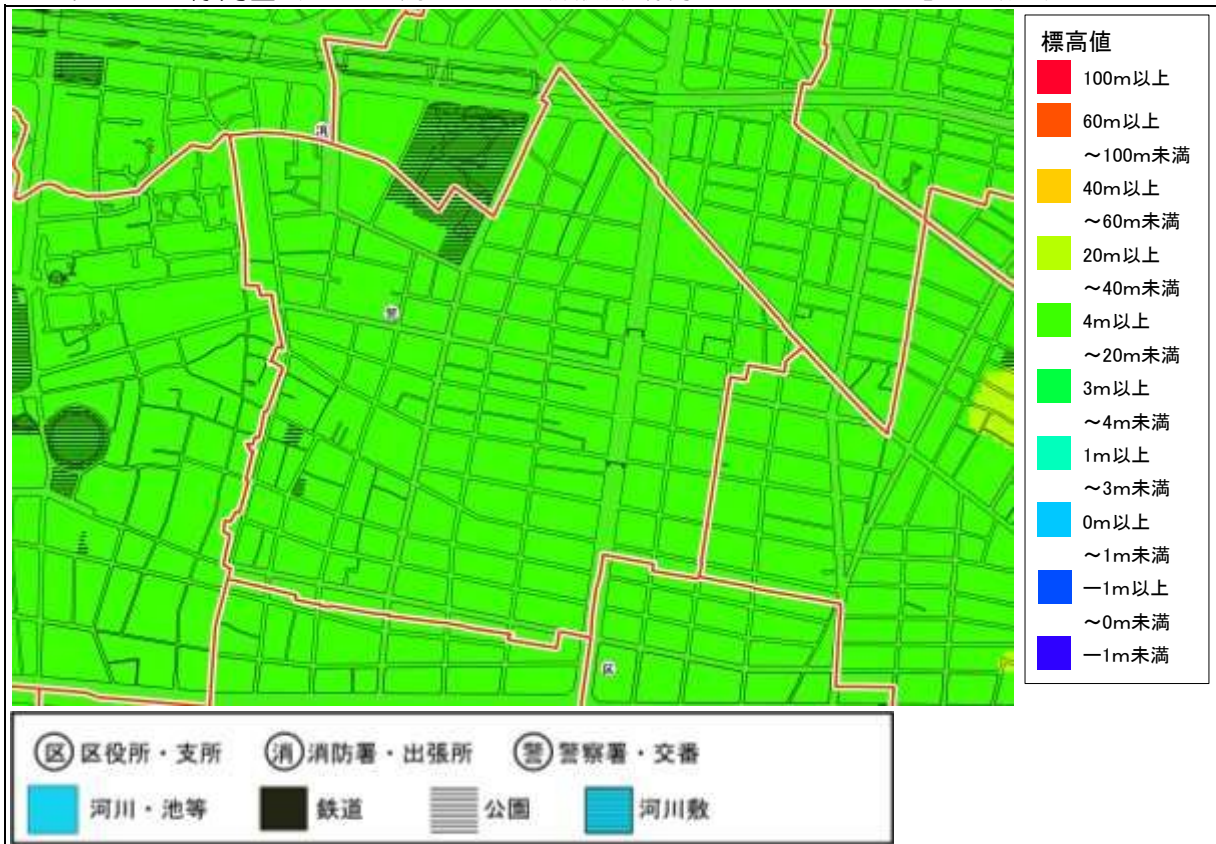 消
警
区
標高値
100m以上
60m以上
～100m未満
40m以上
～60m未満
20m以上
～40m未満
4m以上
～20m未満
3m以上
～4m未満
1m以上
～3m未満
0m以上
～1m未満
－1m以上
～0m未満
－1m未満
区 区役所・支所 消 消防署・出張所 警 警察署・交番
河川・池等 鉄道 公園 河川敷